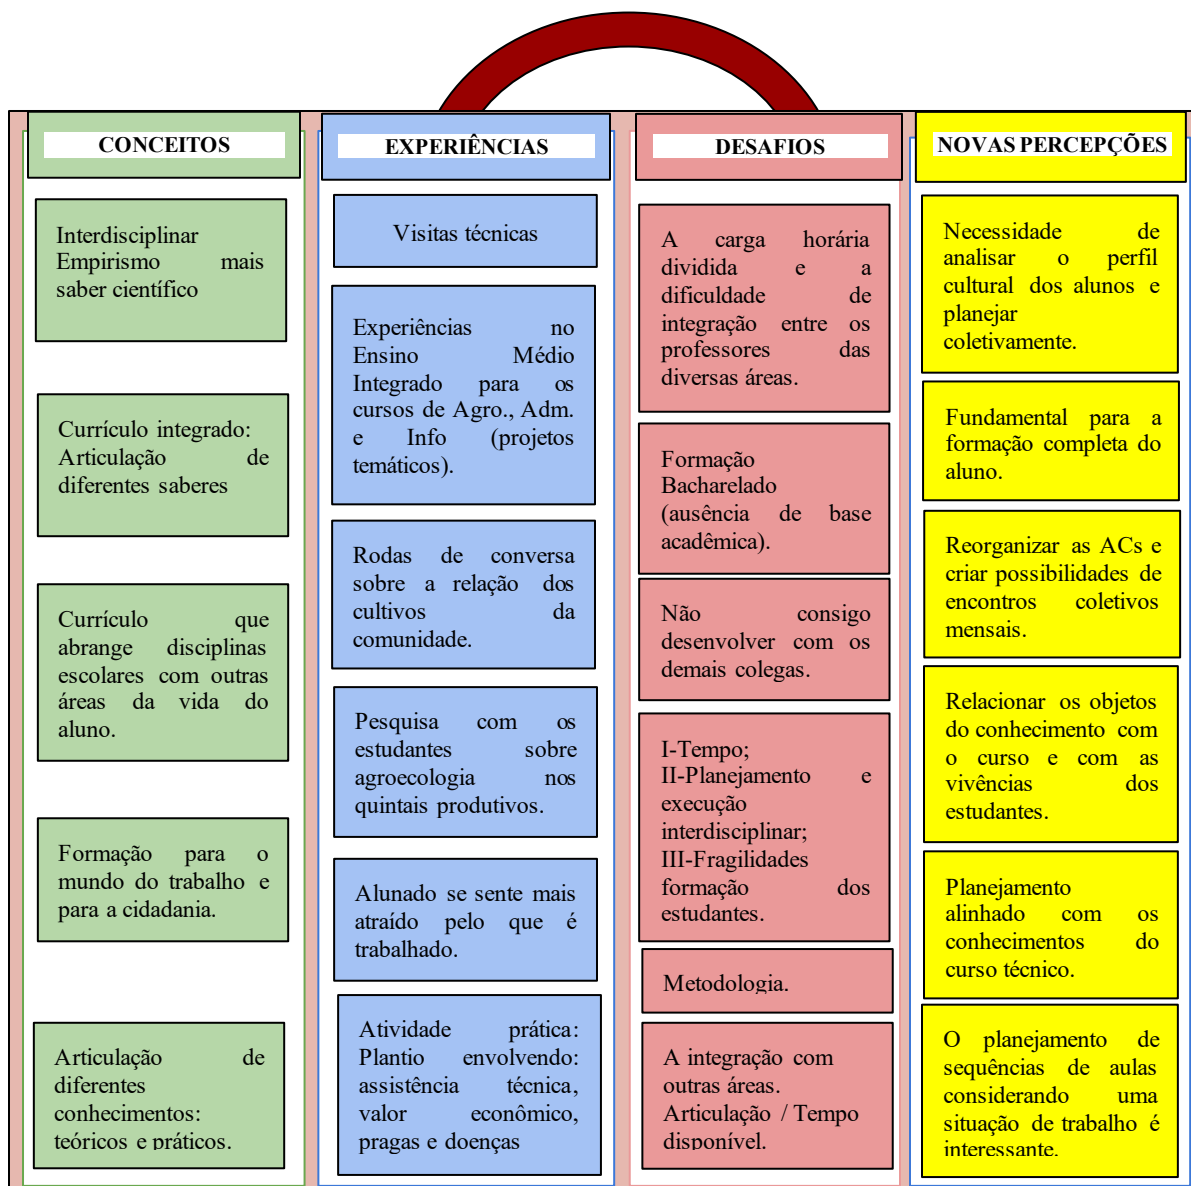 CONCEITOS
Interdisciplinar
Empirismo mais
saber científico
Currículo integrado:
Articulação de
diferentes saberes
Currículo que
abrange disciplinas
escolares com outras
áreas da vida do
aluno.
Formação para o
mundo do trabalho e
para a cidadania.
Articulação de
diferentes
conhecimentos:
teóricos e práticos.
EXPERIÊNCIAS
Visitas técnicas
Experiências no
Ensino Médio
Integrado para os
cursos de Agro., Adm.
e Info (projetos
temáticos).
Rodas de conversa
sobre a relação dos
cultivos da
comunidade.
Pesquisa com os
estudantes sobre
agroecologia nos
quintais produtivos.
Alunado se sente mais
atraído pelo que é
trabalhado.
Atividade prática:
Plantio envolvendo:
assistência técnica,
valor econômico,
pragas e doenças
DESAFIOS
A carga horária
dividida e a
dificuldade de
integração entre os
professores das
diversas áreas.
Formação
Bacharelado
(ausência de base
acadêmica).
Não consigo
desenvolver com os
demais colegas.
I-Tempo;
II-Planejamento e
execução
interdisciplinar;
III-Fragilidades
formação dos
estudantes.
Metodologia.
A integração com
outras áreas.
Articulação / Tempo
disponível.
NOVAS PERCEPÇÕES
Necessidade de
analisar o perfil
cultural dos alunos e
planejar
coletivamente.
Fundamental para a
formação completa do
aluno.
Reorganizar as ACs e
criar possibilidades de
encontros coletivos
mensais.
Relacionar os objetos
do conhecimento com
o curso e com as
vivências dos
estudantes.
Planejamento
alinhado com os
conhecimentos do
curso técnico.
O planejamento de
sequências de aulas
considerando uma
situação de trabalho é
interessante.